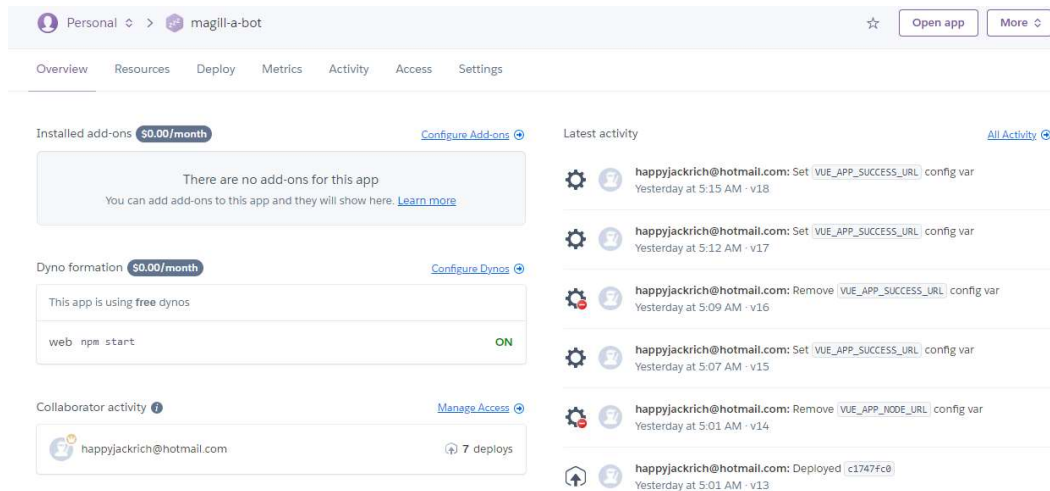 Personal > magill-a-bot
Open app
More
Overview Resources Deploy Metrics Activity Access Settings
Installed add-ons $0.00/month Configure Add-ons
There are no add-ons for this app
You can add add-ons to this app and they will show here. Learn more
Dyno formation $0.00/month Configure Dynos
This app is using free dynos
web npm start ON
Collaborator activity Manage Access
happyjackrich@hotmail.com 7 deploys
Latest activity All Activity
happyjackrich@hotmail.com: Set VUE_APP_SUCCESS_URL config var
Yesterday at 5:15 AM · v18
happyjackrich@hotmail.com: Set VUE_APP_SUCCESS_URL config var
Yesterday at 5:12 AM · v17
happyjackrich@hotmail.com: Remove VUE_APP_SUCCESS_URL config var
Yesterday at 5:09 AM · v16
happyjackrich@hotmail.com: Set VUE_APP_SUCCESS_URL config var
Yesterday at 5:07 AM · v15
happyjackrich@hotmail.com: Remove VUE_APP_NODE_URL config var
Yesterday at 5:01 AM · v14
happyjackrich@hotmail.com: Deployed c1747fc0
Yesterday at 5:01 AM · v13